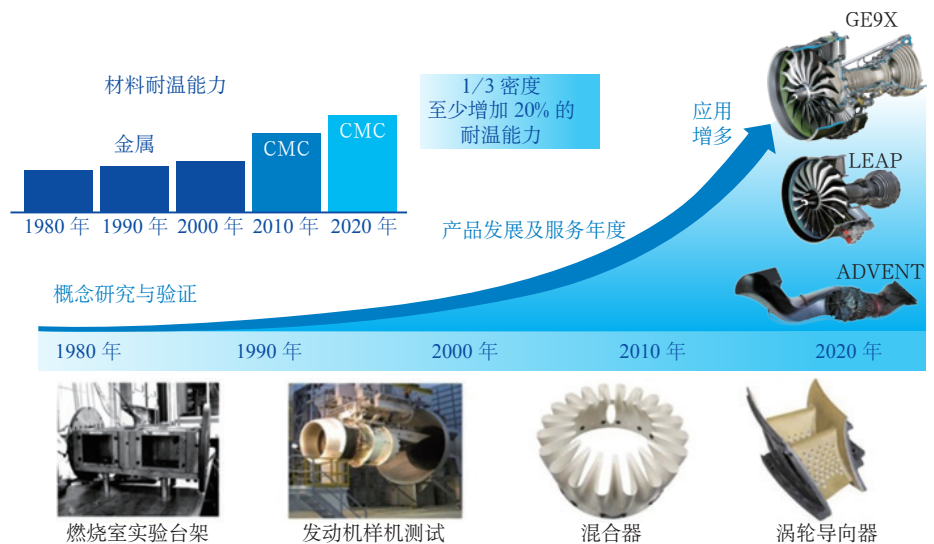 GE9X
材料耐温能力
1/3 密度
至少增加 20% 的
耐温能力
应用
增多
金属
CMC
CMC
LEAP
1980 年 1990 年 2000 年 2010 年 2020 年
产品发展及服务年度
ADVENT
概念研究与验证
1980 年 1990 年 2000 年 2010 年 2020 年
燃烧室实验台架 发动机样机测试 混合器 涡轮导向器